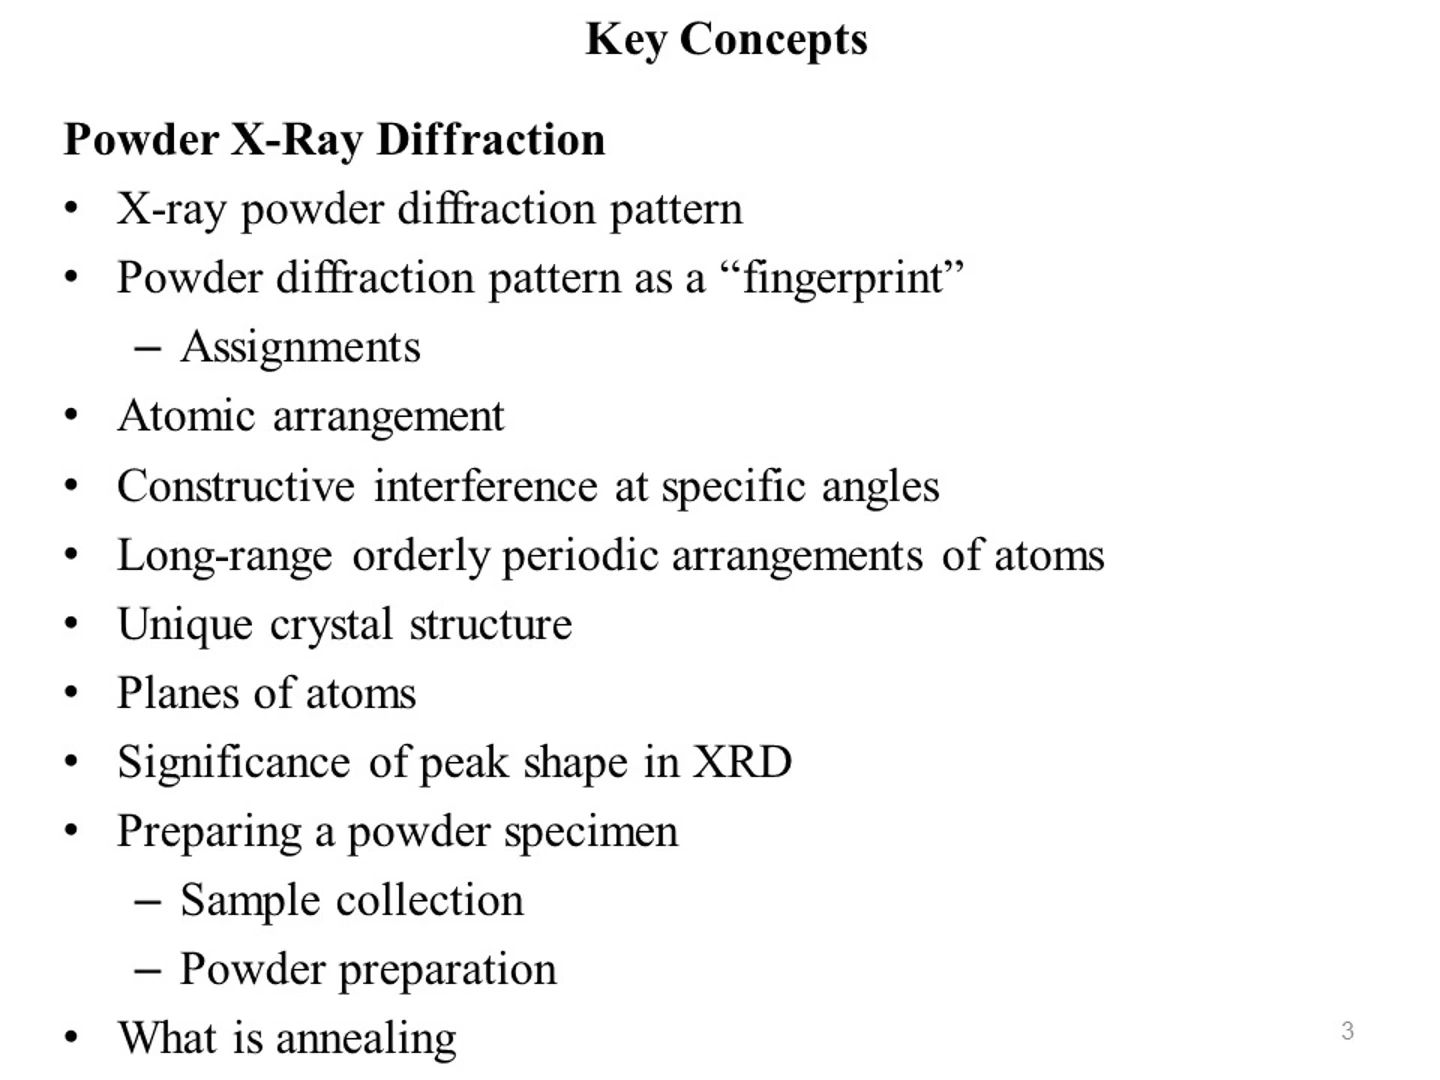 Key Concepts
Powder X-Ray Diffraction
• X-ray powder diffraction pattern
• Powder diffraction pattern as a “fingerprint”
– Assignments
• Atomic arrangement
• Constructive interference at specific angles
• Long-range orderly periodic arrangements of atoms
• Unique crystal structure
• Planes of atoms
• Significance of peak shape in XRD
• Preparing a powder specimen
– Sample collection
– Powder preparation
• What is annealing
3